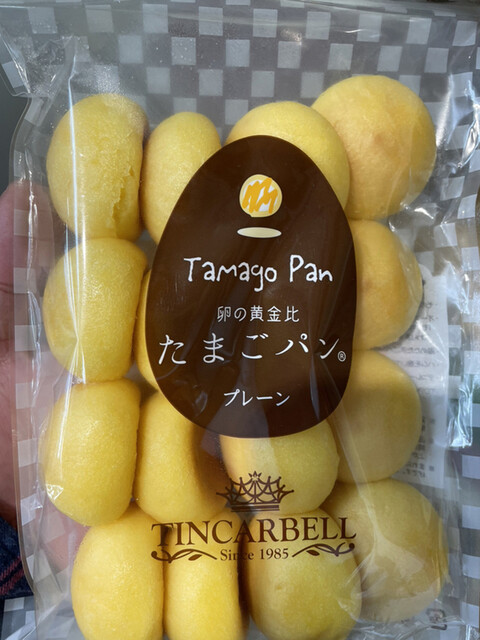 Tamago Pan
卵の黄金比
たまごパン®
プレーン
TINCARBELL
Since 1985